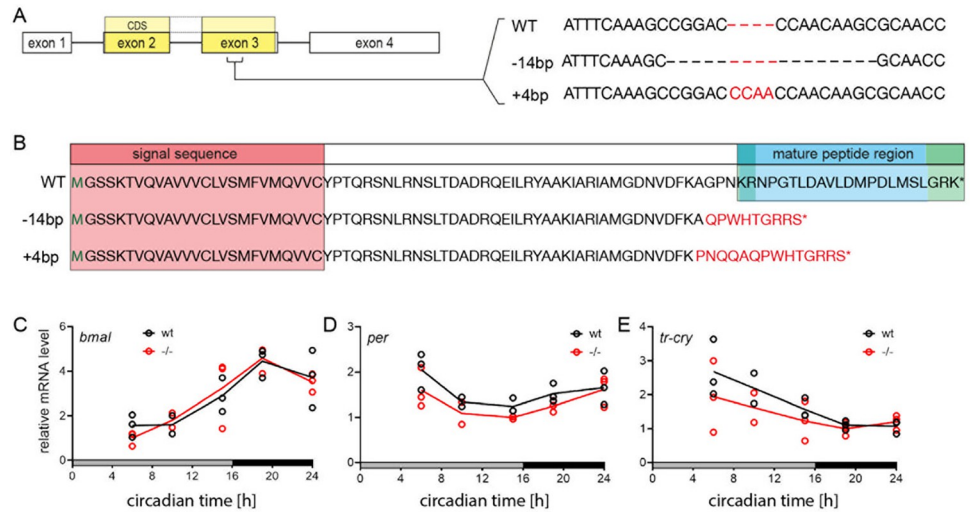 A
CDS
exon 1 exon 2 exon 3 exon 4
WT ATTTCAAAGCCGGAC----CCAACAAGCGCAACC
-14bp ATTTCAAAGC------------------GCAACC
+4bp ATTTCAAAGCCGGACCCAACCAACAAGCGCAACC
B
signal sequence mature peptide region
WT MGSSKTVQVAVVVCLVSMFVMQVVCYPTQRSNLRNSLTDADRQEILRYAAKIARIAMGDNVDFKAGPNKRNPGTLDAVLDMPDLMSLGRK*
-14bp MGSSKTVQVAVVVCLVSMFVMQVVCYPTQRSNLRNSLTDADRQEILRYAAKIARIAMGDNVDFKAQPWHTGRRS*
+4bp MGSSKTVQVAVVVCLVSMFVMQVVCYPTQRSNLRNSLTDADRQEILRYAAKIARIAMGDNVDFKAPNQQAQPWHTGRRS*
C
bmal
wt
-/-
relative mRNA level
6
4
2
0
0 4 8 12 16 20 24
circadian time [h]
D
per
wt
-/-
3
2
1
0
0 4 8 12 16 20 24
circadian time [h]
E
tr-cry
wt
-/-
4
3
2
1
0
0 4 8 12 16 20 24
circadian time [h]